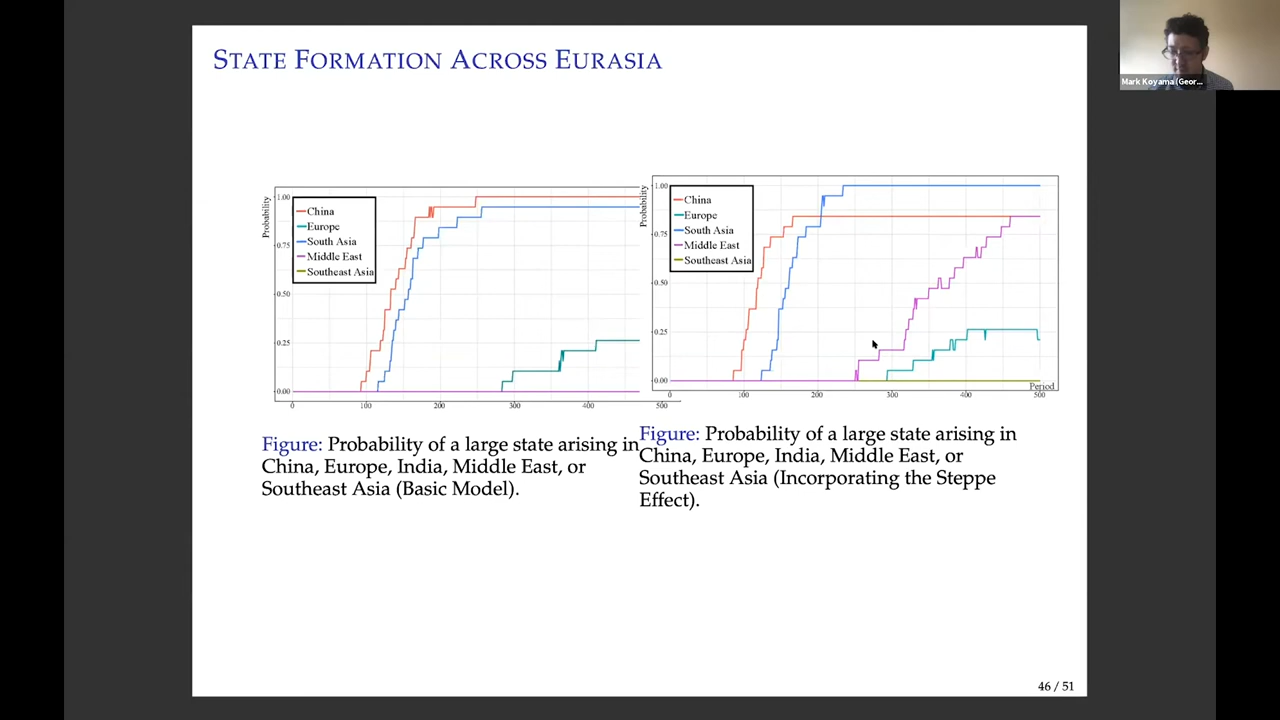 STATE FORMATION ACROSS EURASIA
Mark Koyama (Geor...
Probability
1.00
0.75
0.50
0.25
0.00
China
Europe
South Asia
Middle East
Southeast Asia
0 100 200 300 400 500
Figure: Probability of a large state arising in
China, Europe, India, Middle East, or
Southeast Asia (Basic Model).
Probability
1.00
0.75
0.50
0.25
0.00
China
Europe
South Asia
Middle East
Southeast Asia
Period
0 100 200 300 400 500
Figure: Probability of a large state arising in
China, Europe, India, Middle East, or
Southeast Asia (Incorporating the Steppe
Effect).
46 / 51